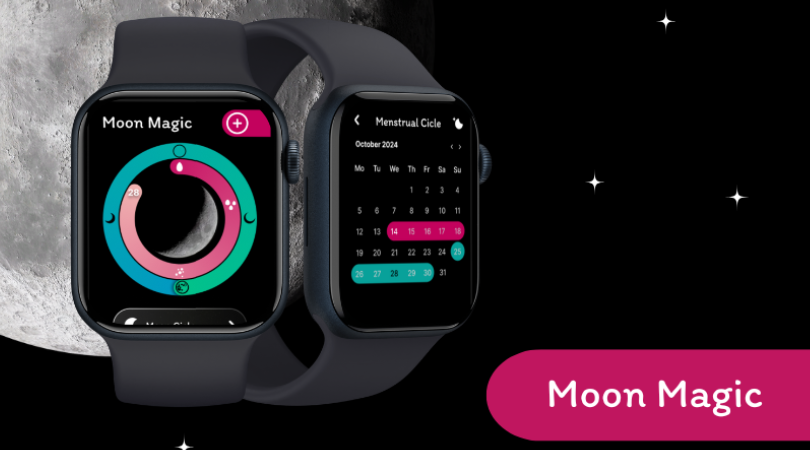 Moon Magic
28
Menstrual Cicle
October 2024
Mo Tu We Th Fr Sa Su
1 2 3 4
5 6 7 8 9 10 11
12 13 14 15 16 17 18
19 20 21 22 23 24 25
26 27 28 29 30 31
Moon Magic